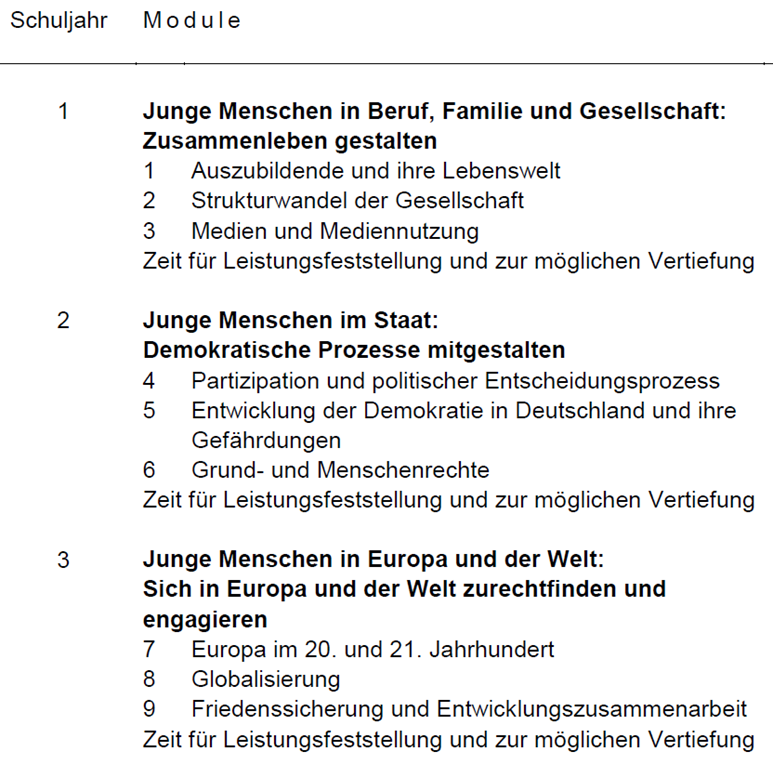 Schuljahr Module
1 Junge Menschen in Beruf, Familie und Gesellschaft:
Zusammenleben gestalten
1 Auszubildende und ihre Lebenswelt
2 Strukturwandel der Gesellschaft
3 Medien und Mediennutzung
Zeit für Leistungsfeststellung und zur möglichen Vertiefung
2 Junge Menschen im Staat:
Demokratische Prozesse mitgestalten
4 Partizipation und politischer Entscheidungsprozess
5 Entwicklung der Demokratie in Deutschland und ihre
Gefährdungen
6 Grund- und Menschenrechte
Zeit für Leistungsfeststellung und zur möglichen Vertiefung
3 Junge Menschen in Europa und der Welt:
Sich in Europa und der Welt zurechtfinden und
engagieren
7 Europa im 20. und 21. Jahrhundert
8 Globalisierung
9 Friedenssicherung und Entwicklungszusammenarbeit
Zeit für Leistungsfeststellung und zur möglichen Vertiefung